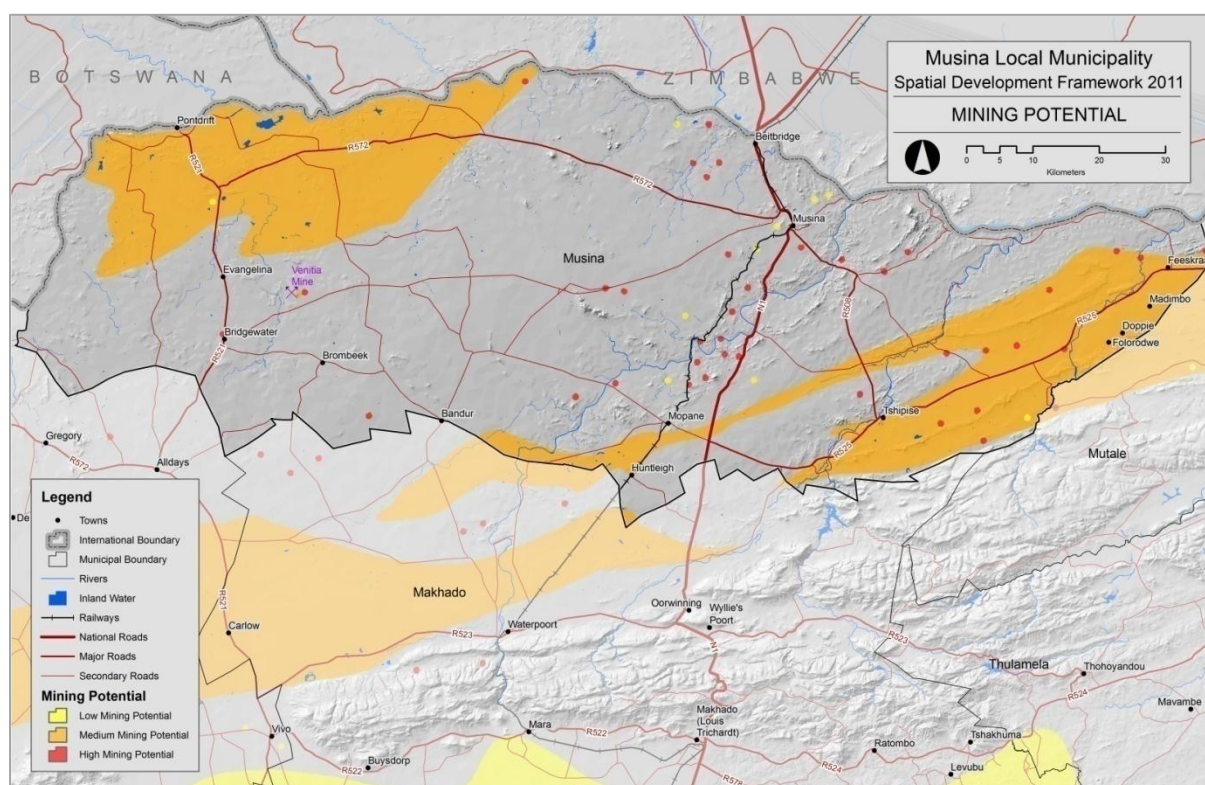 BOTSWANA
ZIMBABWE
Musina Local Municipality
Spatial Development Framework 2011
MINING POTENTIAL
0 5 10 20 30
Kilometers
Pontdrift
R572
R521
Beitbridge
R572
Musina
Musina
Evangelina
Venitia
Mine
Feeskraal
Madimbo
R525
Doppie
Folorodwe
N1
R508
Bridgewater
R521
Brombeek
Bandur
Mopane
Tshipise
Gregory
R572
Alldays
Huntleigh
R525
Mutale
De
Makhado
R521
Carlow
R523
Waterpoort
Oorwinning
Wyllie's
Poort
N1
R523
Thulamela
Thohoyandou
R524
Mavambe
Vivo
Mara
R522
Makhado
(Louis
Trichardt)
Ratombo
Tshakhuma
R522
Buysdorp
R578
R524
Levubu
Legend
Towns
International Boundary
Municipal Boundary
Rivers
Inland Water
Railways
National Roads
Major Roads
Secondary Roads
Mining Potential
Low Mining Potential
Medium Mining Potential
High Mining Potential